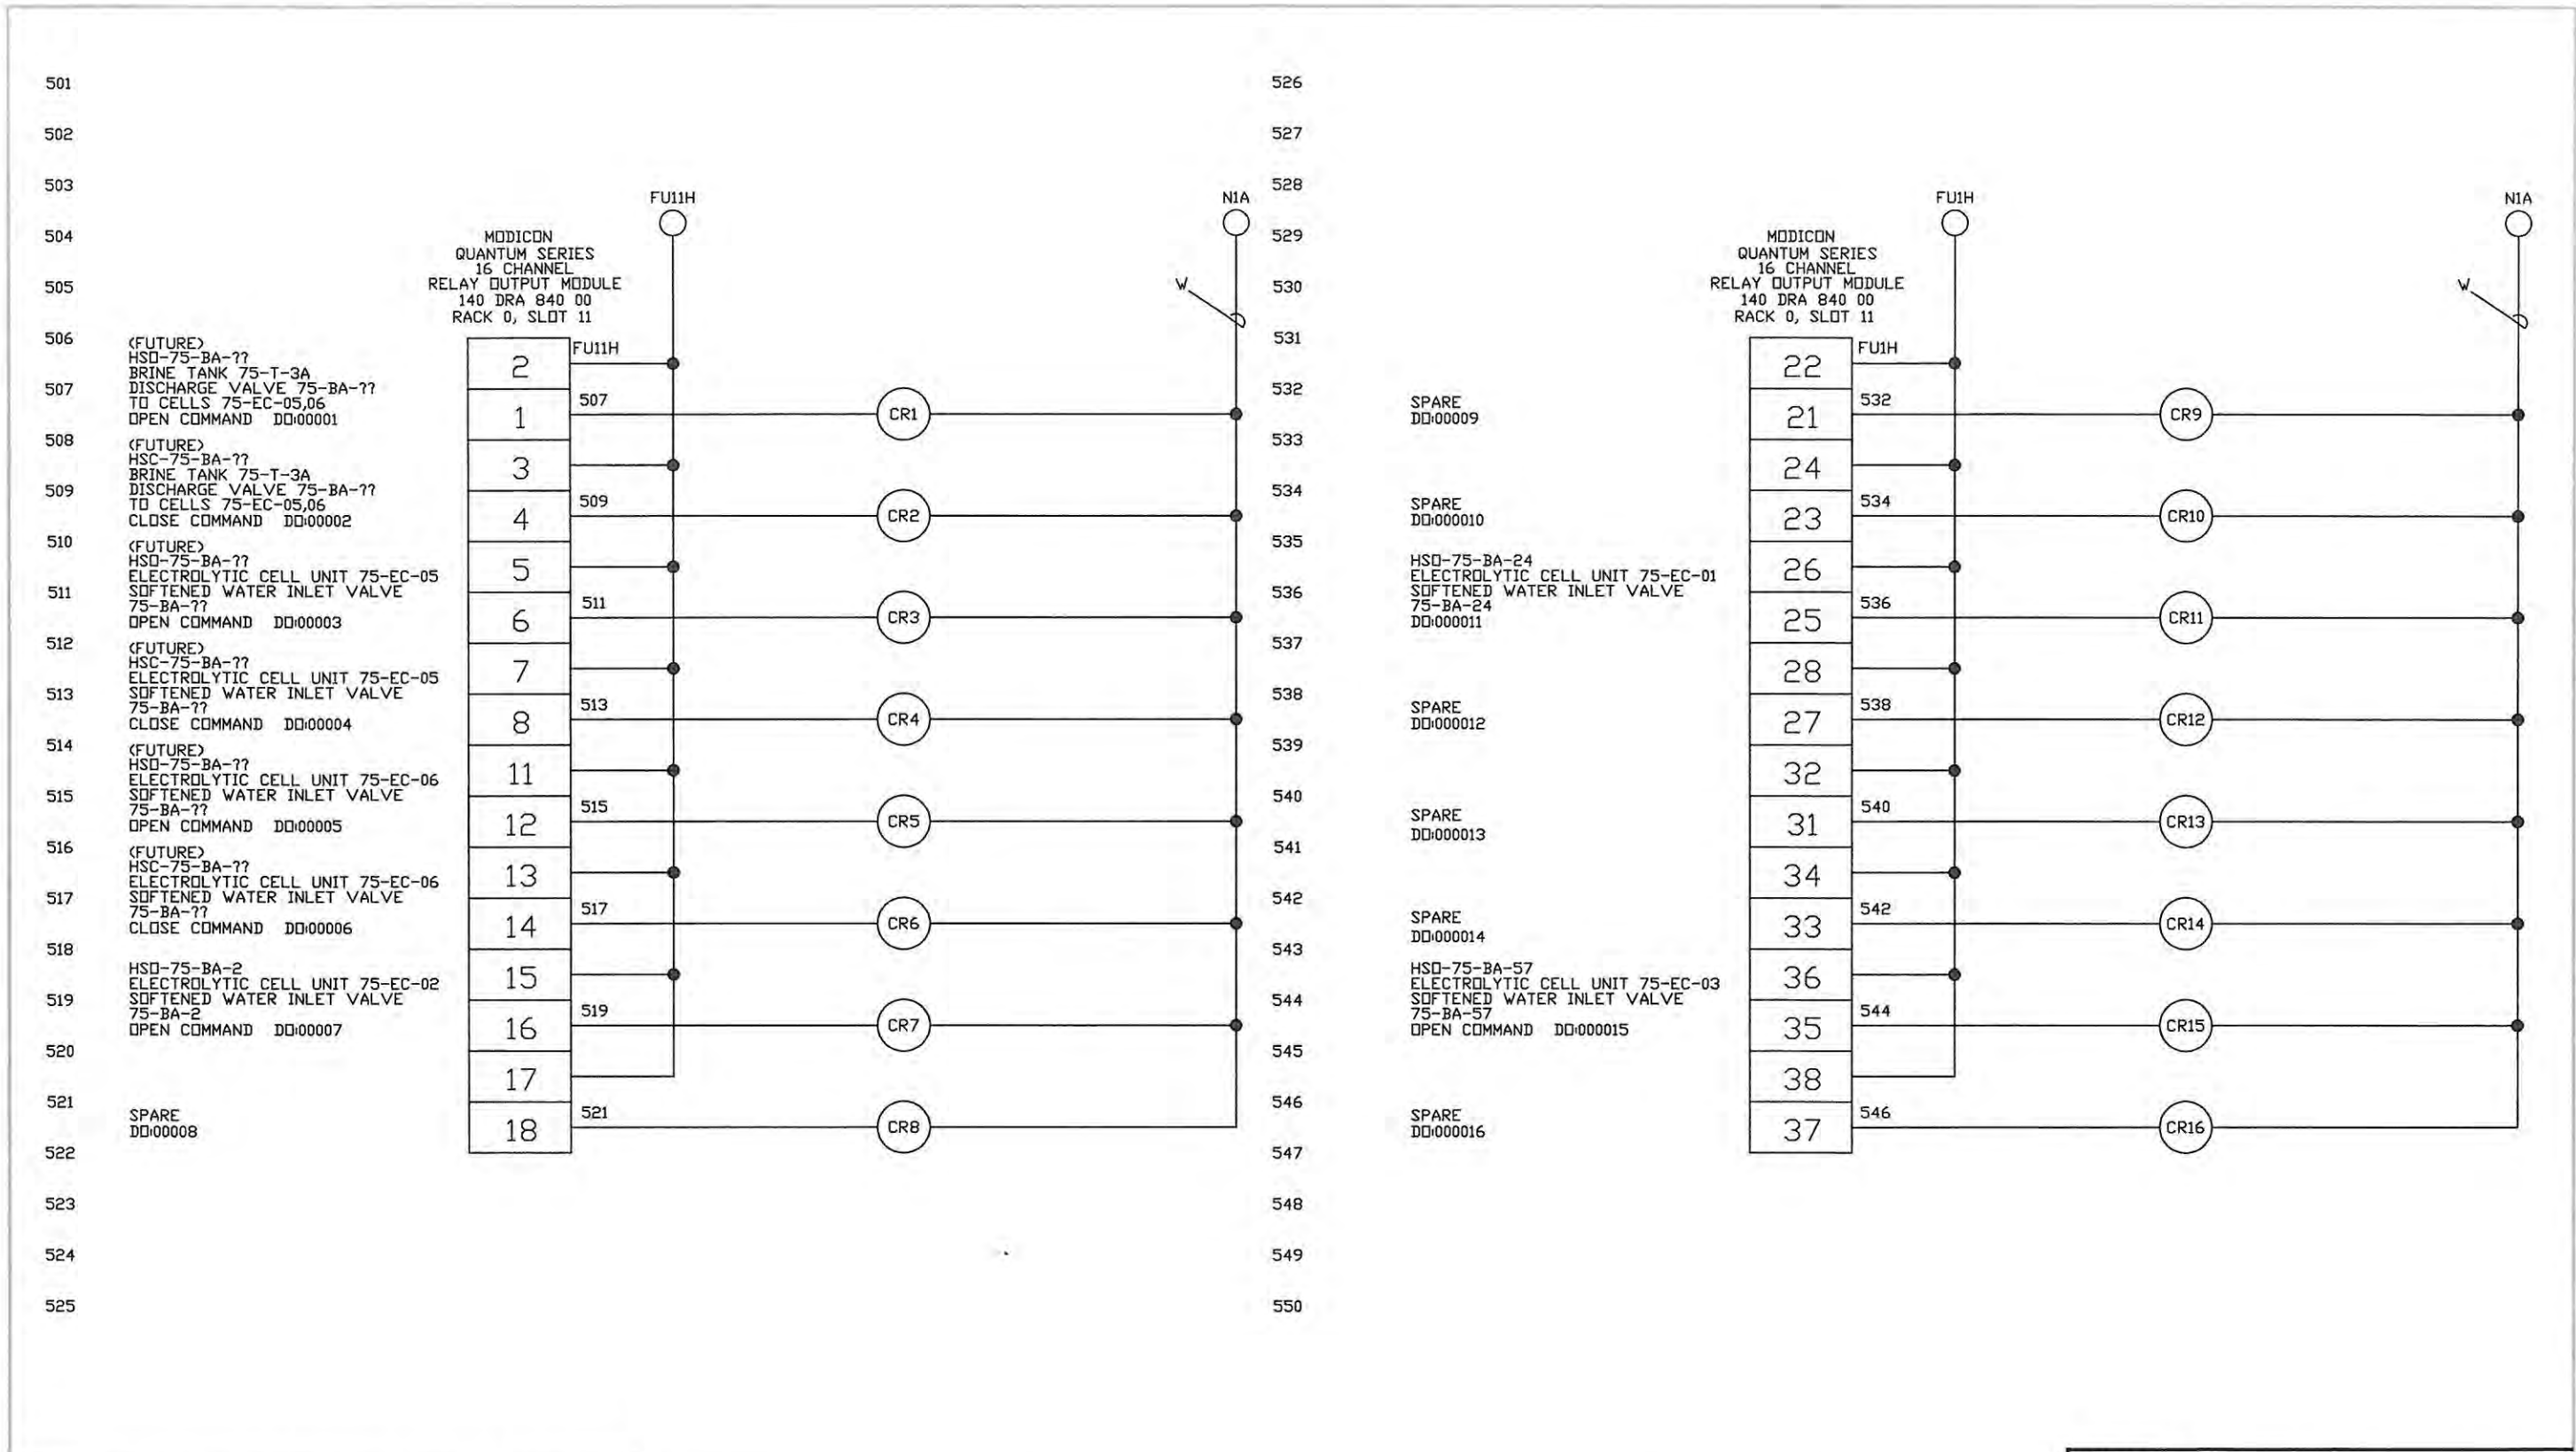 501
502
503
504
505
506
507
508
509
510
511
512
513
514
515
516
517
518
519
520
521
522
523
524
525
(FUTURE)
HSO-75-BA-??
BRINE TANK 75-T-3A
DISCHARGE VALVE 75-BA-??
TO CELLS 75-EC-05,06
OPEN COMMAND DO:00001
(FUTURE)
HSC-75-BA-??
BRINE TANK 75-T-3A
DISCHARGE VALVE 75-BA-??
TO CELLS 75-EC-05,06
CLOSE COMMAND DO:00002
(FUTURE)
HSO-75-BA-??
ELECTROLYTIC CELL UNIT 75-EC-05
SOFTENED WATER INLET VALVE
75-BA-??
OPEN COMMAND DO:00003
(FUTURE)
HSC-75-BA-??
ELECTROLYTIC CELL UNIT 75-EC-05
SOFTENED WATER INLET VALVE
75-BA-??
CLOSE COMMAND DO:00004
(FUTURE)
HSO-75-BA-??
ELECTROLYTIC CELL UNIT 75-EC-06
SOFTENED WATER INLET VALVE
75-BA-??
OPEN COMMAND DO:00005
(FUTURE)
HSC-75-BA-??
ELECTROLYTIC CELL UNIT 75-EC-06
SOFTENED WATER INLET VALVE
75-BA-??
CLOSE COMMAND DO:00006
HSO-75-BA-2
ELECTROLYTIC CELL UNIT 75-EC-02
SOFTENED WATER INLET VALVE
75-BA-2
OPEN COMMAND DO:00007
SPARE
DO:00008
MODICON
QUANTUM SERIES
16 CHANNEL
RELAY OUTPUT MODULE
140 DRA 840 00
RACK 0, SLOT 11
FU11H
N1A
W
2 FU11H
1 507 CR1
3
4 509 CR2
5
6 511 CR3
7
8 513 CR4
11
12 515 CR5
13
14 517 CR6
15
16 519 CR7
17
18 521 CR8
526
527
528
529
530
531
532
533
534
535
536
537
538
539
540
541
542
543
544
545
546
547
548
549
550
SPARE
DO:00009
SPARE
DO:000010
HSO-75-BA-24
ELECTROLYTIC CELL UNIT 75-EC-01
SOFTENED WATER INLET VALVE
75-BA-24
DO:000011
SPARE
DO:000012
SPARE
DO:000013
SPARE
DO:000014
HSO-75-BA-57
ELECTROLYTIC CELL UNIT 75-EC-03
SOFTENED WATER INLET VALVE
75-BA-57
OPEN COMMAND DO:000015
SPARE
DO:000016
MODICON
QUANTUM SERIES
16 CHANNEL
RELAY OUTPUT MODULE
140 DRA 840 00
RACK 0, SLOT 11
FU1H
N1A
W
22 FU1H
21 532 CR9
24
23 534 CR10
26
25 536 CR11
28
27 538 CR12
32
31 540 CR13
34
33 542 CR14
36
35 544 CR15
38
37 546 CR16